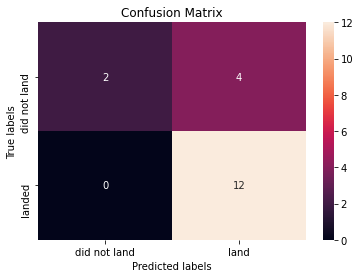 Confusion Matrix
True labels
did not land
landed
2
4
0
12
did not land
land
Predicted labels
12
10
8
6
4
2
0